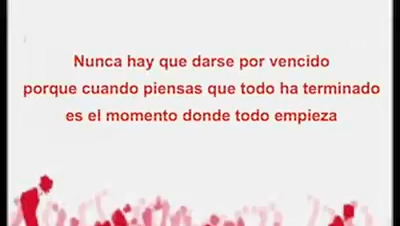 Nunca hay que darse por vencido
porque cuando piensas que todo ha terminado
es el momento donde todo empieza